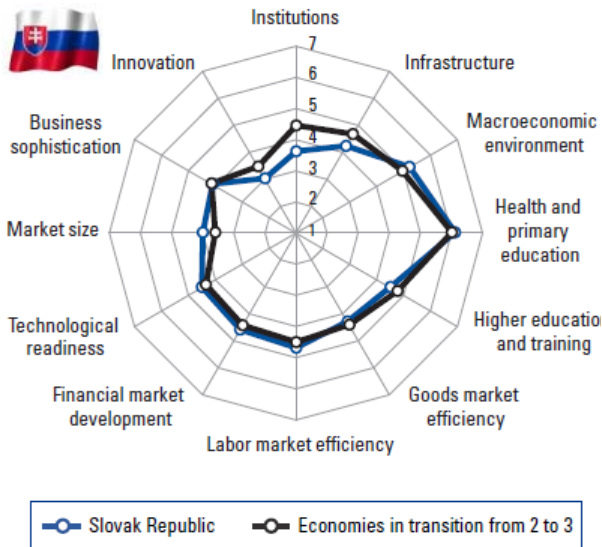 Institutions
7
6
5
4
3
2
1
Infrastructure
Macroeconomic
environment
Health and
primary
education
Higher education
and training
Goods market
efficiency
Labor market efficiency
Financial market
development
Technological
readiness
Market size
Business
sophistication
Innovation
Slovak Republic
Economies in transition from 2 to 3